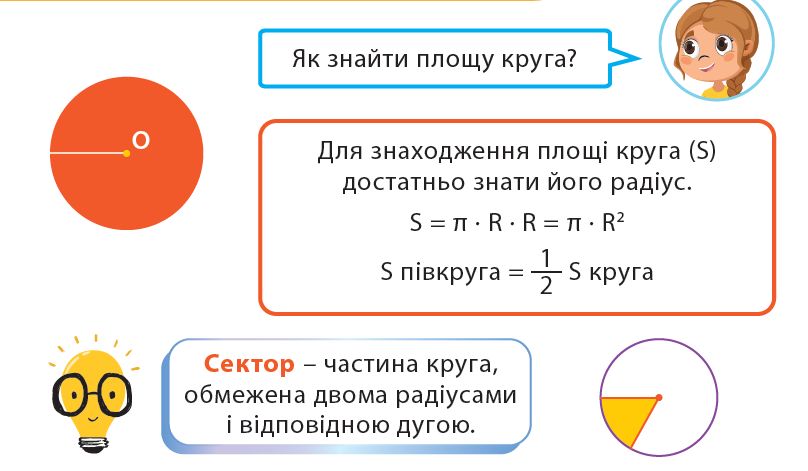 Як знайти площу круга?
O
Для знаходження площі круга (S)
достатньо знати його радіус.
S = π · R · R = π · R²
S півкруга = 1/2 S круга
Сектор – частина круга,
обмежена двома радіусами
і відповідною дугою.